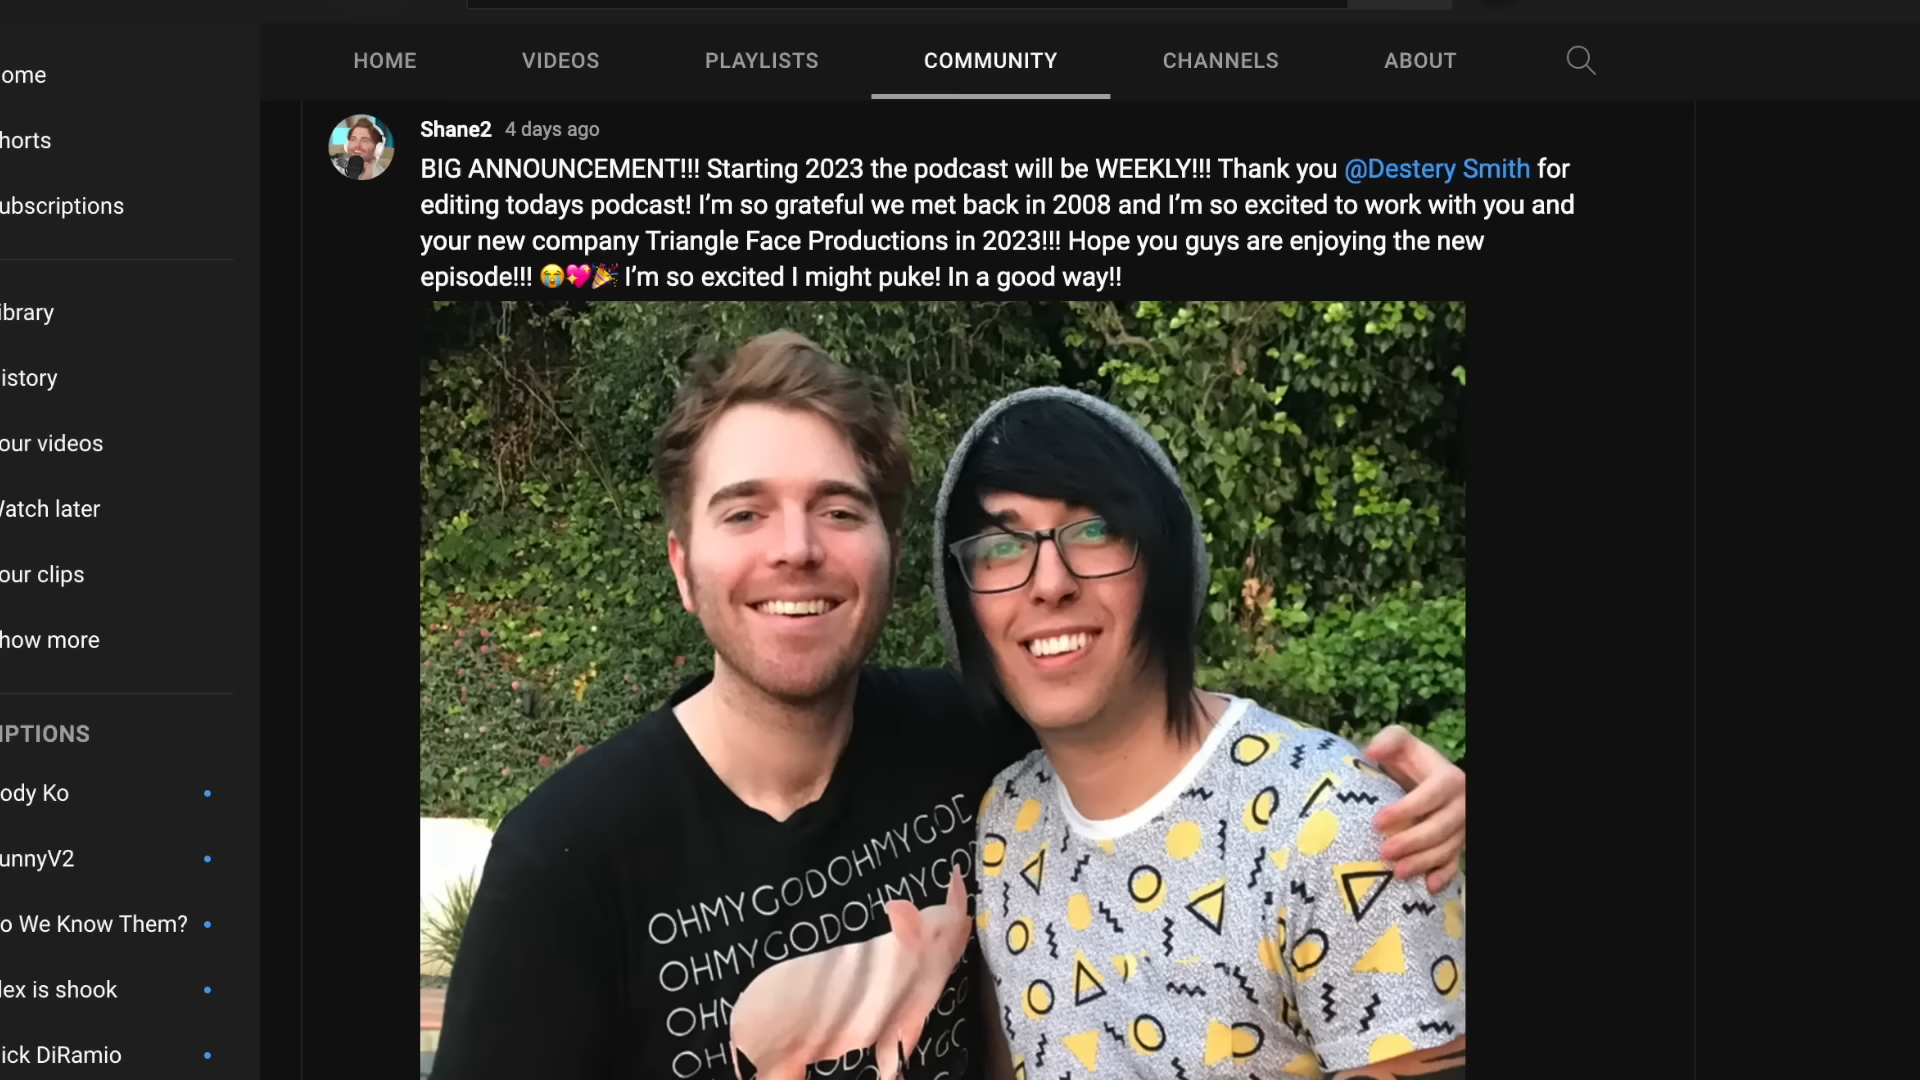 HOME VIDEOS PLAYLISTS COMMUNITY CHANNELS ABOUT
ome
horts
ubscriptions
ibrary
istory
our videos
Watch later
our clips
how more
IPTIONS
ody Ko
unnyV2
o We Know Them?
lex is shook
ick DiRamio
Shane2 4 days ago
BIG ANNOUNCEMENT!!! Starting 2023 the podcast will be WEEKLY!!! Thank you @Destery Smith for
editing todays podcast! I’m so grateful we met back in 2008 and I’m so excited to work with you and
your new company Triangle Face Productions in 2023!!! Hope you guys are enjoying the new
episode!!! 😭💖🎉 I’m so excited I might puke! In a good way!!
OHMYGODOHMYGOD
OHMYGODOHMYGO
OHM
OHI